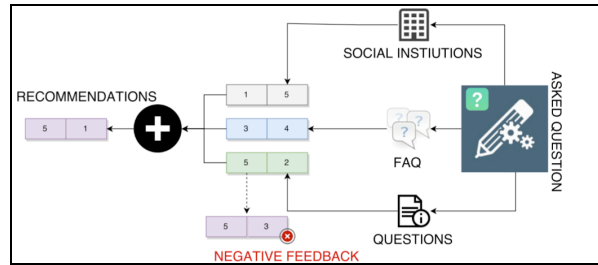 SOCIAL INSTIUTIONS
RECOMMENDATIONS
1 5
5 1
3 4
5 2
5 3
FAQ
QUESTIONS
NEGATIVE FEEDBACK
ASKED QUESTION
?
?
?
?